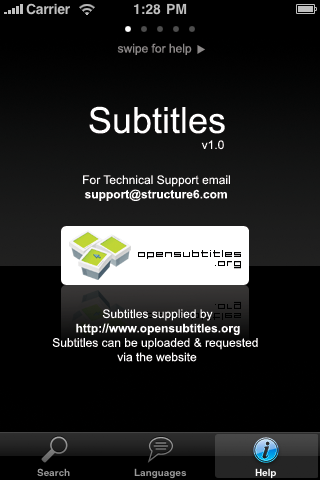 Carrier 1:28 PM
swipe for help
Subtitles
v1.0
For Technical Support email
support@structure6.com
opensubtitles
.org
Subtitles supplied by
http://www.opensubtitles.org
Subtitles can be uploaded & requested
via the website
Search Languages Help